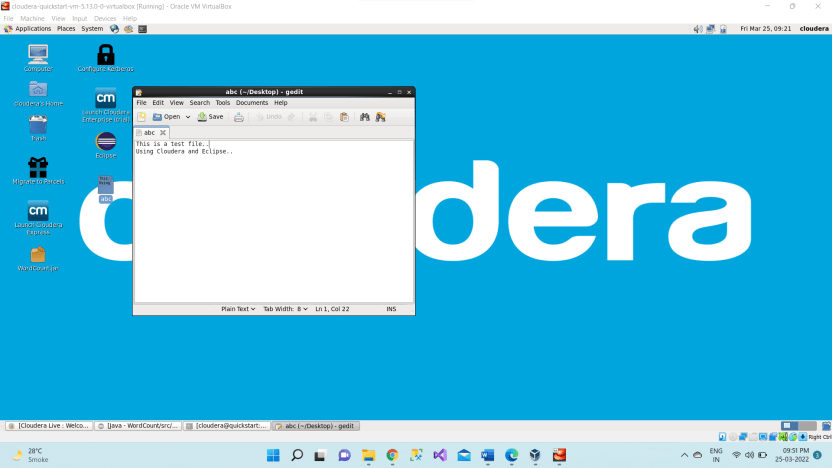 cloudera-quickstart-vm-5.13.0-0-virtualbox [Running] - Oracle VM VirtualBox
File Machine View Input Devices Help
Applications Places System Fri Mar 25, 09:21 cloudera
Computer
Configure Kerberos
cloudera's Home
Launch Cloudera
Enterprise (trial)
Trash
Eclipse
Migrate to Parcels
abc
cm
cm
Launch Cloudera
Express
WordCount.jar
abc (~/Desktop) - gedit
File Edit View Search Tools Documents Help
Open Save Undo
abc
This is a test file..
Using Cloudera and Eclipse..
Plain Text Tab Width: 8 Ln 1, Col 22 INS
dera
[Cloudera Live : Welco... [Java - WordCount/src/... [cloudera@quickstart:... abc (~/Desktop) - gedit
Right Ctrl
28°C
Smoke
ENG
IN
09:51 PM
25-03-2022
3